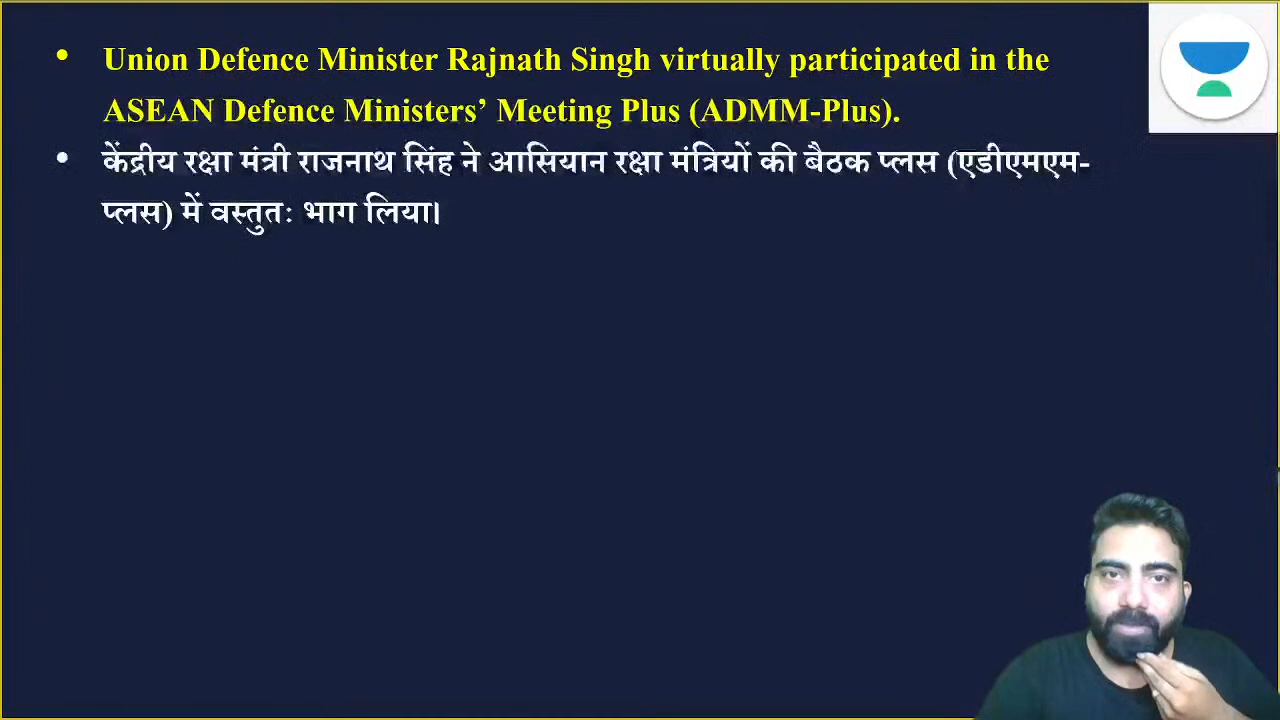 • Union Defence Minister Rajnath Singh virtually participated in the
ASEAN Defence Ministers’ Meeting Plus (ADMM-Plus).
• केंद्रीय रक्षा मंत्री राजनाथ सिंह ने आसियान रक्षा मंत्रियों की बैठक प्लस (एडीएमएम-
प्लस) में वस्तुतः भाग लिया।